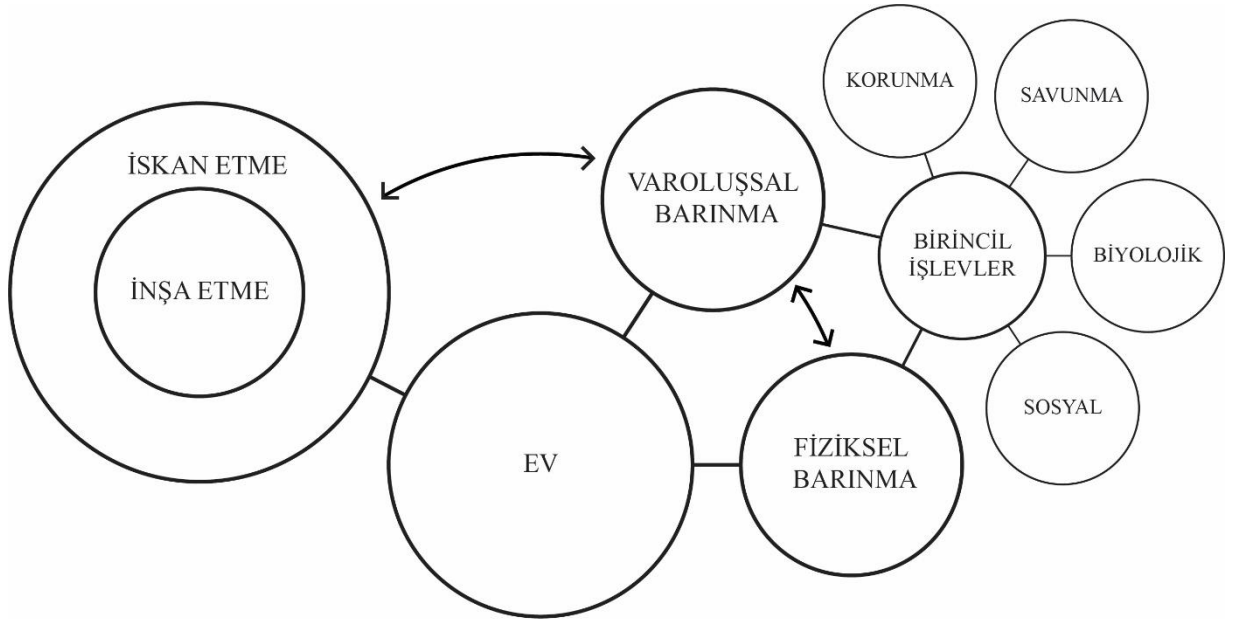 İSKAN ETME
İNŞA ETME
EV
VAROLUŞSAL
BARINMA
FİZİKSEL
BARINMA
BİRİNCİL
İŞLEVLER
KORUNMA
SAVUNMA
BİYOLOJİK
SOSYAL